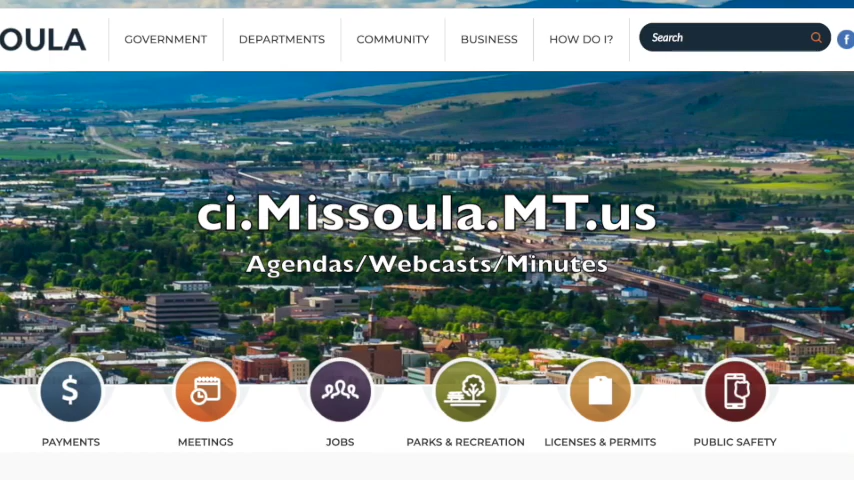 OULA
GOVERNMENT
DEPARTMENTS
COMMUNITY
BUSINESS
HOW DO I?
Search
f
ci.Missoula.MT.us
Agendas/Webcasts/Minutes
$
PAYMENTS
MEETINGS
JOBS
PARKS & RECREATION
LICENSES & PERMITS
PUBLIC SAFETY